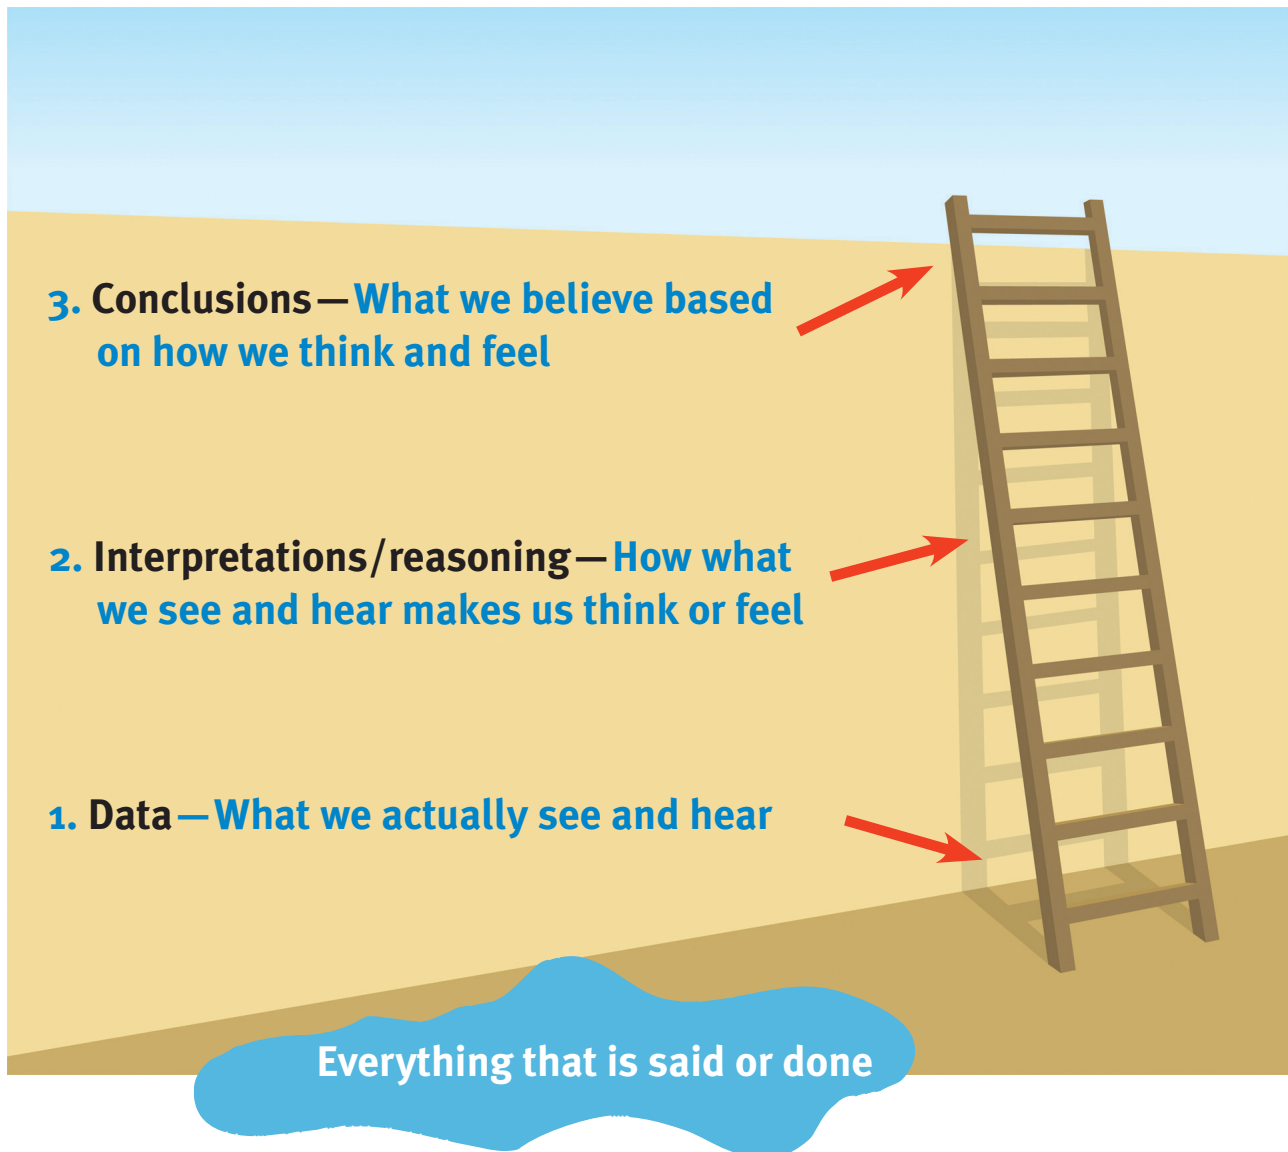 3. Conclusions—What we believe based
on how we think and feel
2. Interpretations/reasoning—How what
we see and hear makes us think or feel
1. Data—What we actually see and hear
Everything that is said or done